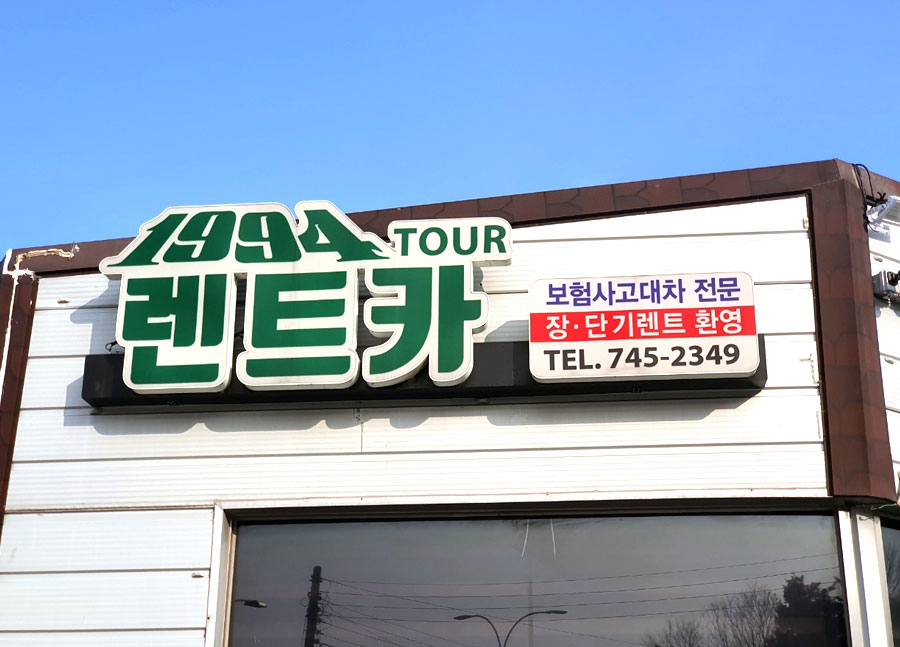 1994 TOUR
렌트카
보험사고대차 전문
장·단기렌트 환영
TEL. 745-2349